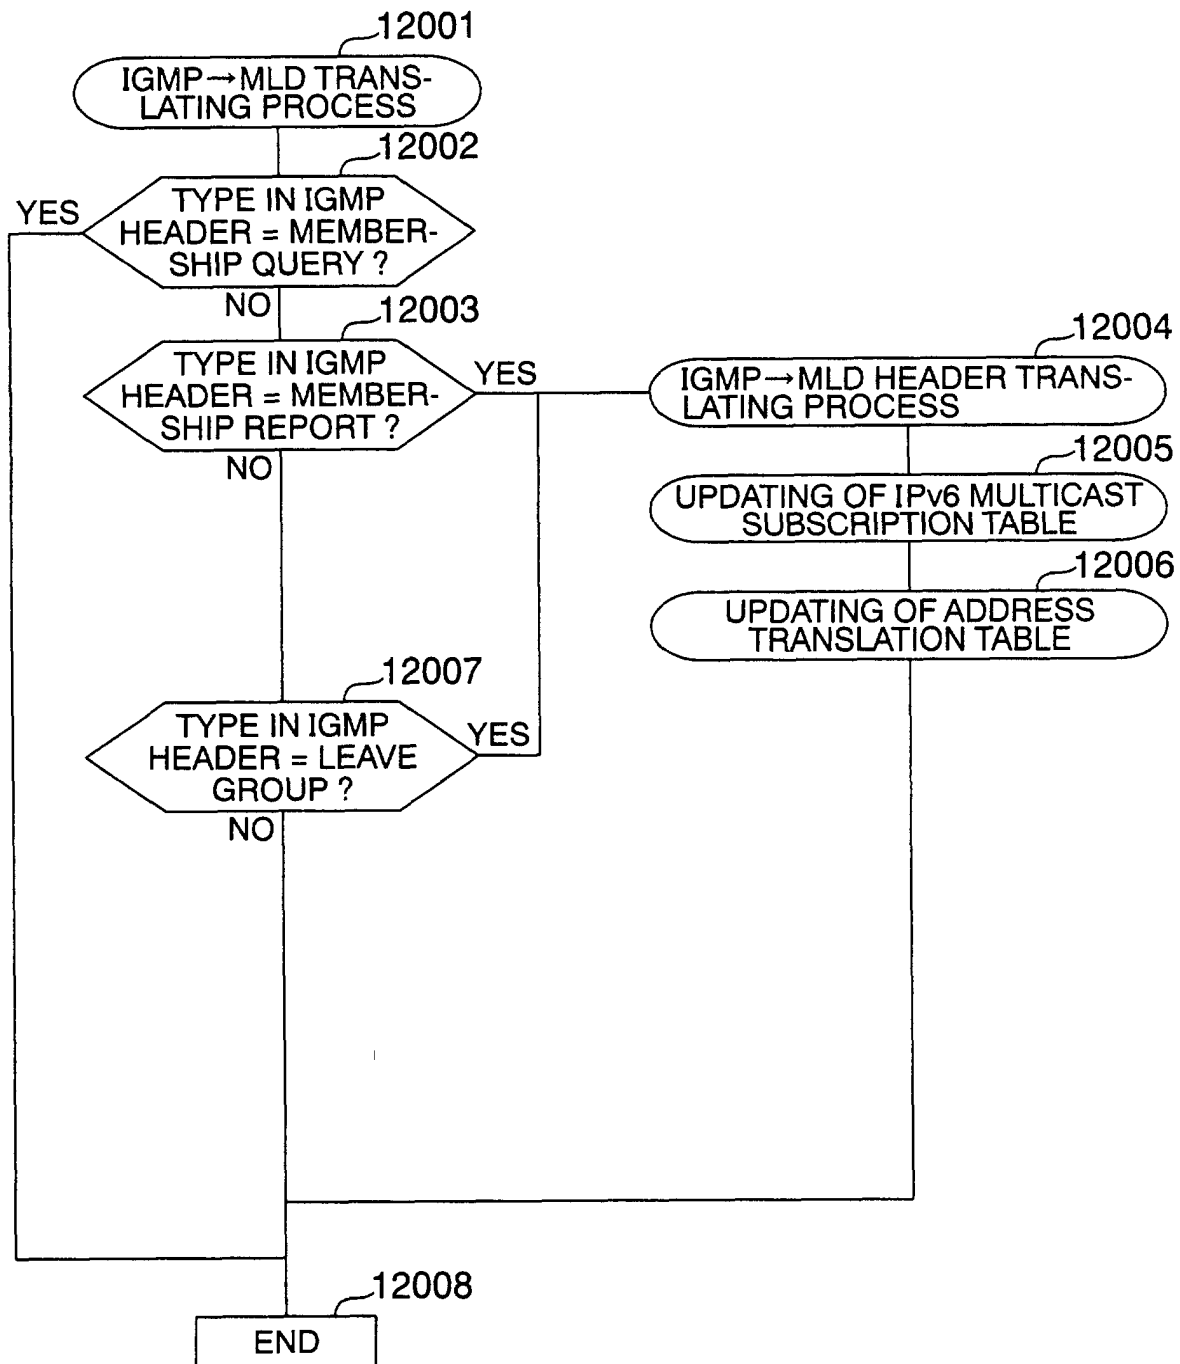 12001
IGMP→MLD TRANS-
LATING PROCESS
12002
YES
TYPE IN IGMP
HEADER = MEMBER-
SHIP QUERY ?
NO
12003
TYPE IN IGMP
HEADER = MEMBER-
SHIP REPORT ?
YES
NO
12004
IGMP→MLD HEADER TRANS-
LATING PROCESS
12005
UPDATING OF IPv6 MULTICAST
SUBSCRIPTION TABLE
12006
UPDATING OF ADDRESS
TRANSLATION TABLE
12007
TYPE IN IGMP
HEADER = LEAVE
GROUP ?
YES
NO
12008
END